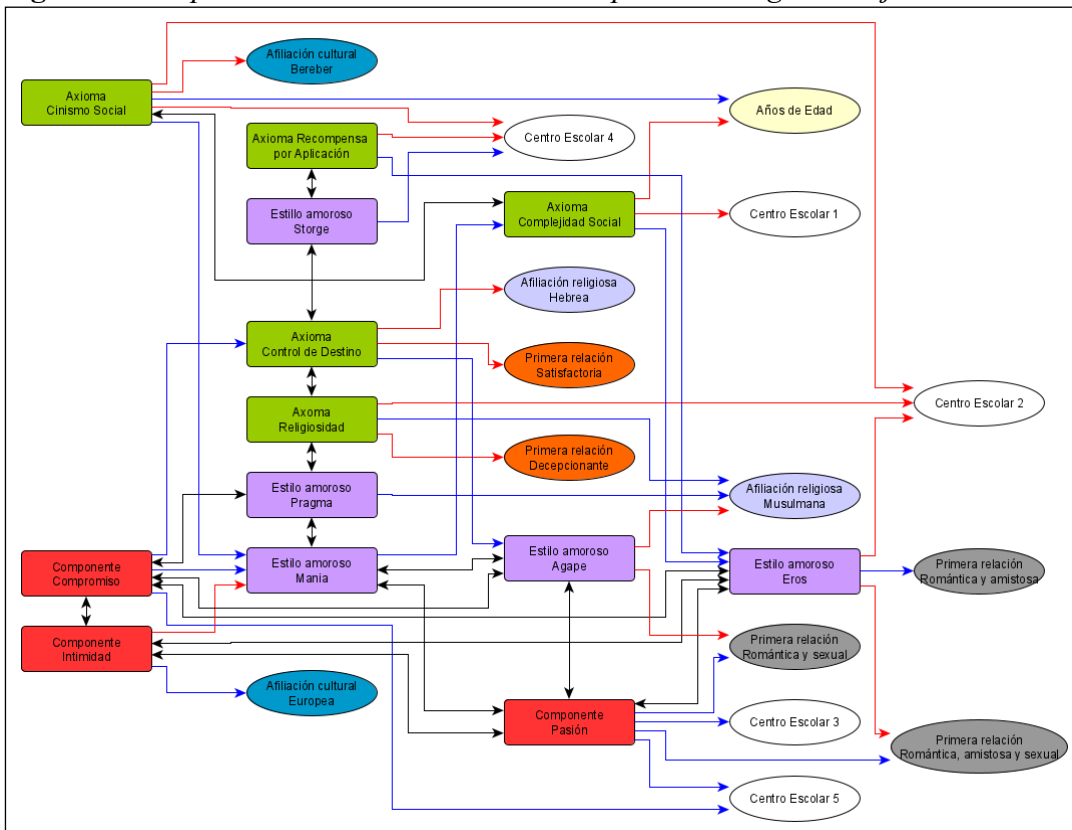 Afiliación cultural
Bereber
Axioma
Cinismo Social
Años de Edad
Axioma Recompensa
por Aplicación
Centro Escolar 4
Estillo amoroso
Storge
Axioma
Complejidad Social
Centro Escolar 1
Afiliación religiosa
Hebrea
Axioma
Control de Destino
Primera relación
Satisfactoria
Centro Escolar 2
Axoma
Religiosidad
Primera relación
Decepcionante
Estilo amoroso
Pragma
Afiliación religiosa
Musulmana
Componente
Compromiso
Estilo amoroso
Manía
Estilo amoroso
Agape
Estilo amoroso
Eros
Primera relación
Romántica y amistosa
Componente
Intimidad
Primera relación
Romántica y sexual
Afiliación cultural
Europea
Componente
Pasión
Centro Escolar 3
Primera relación
Romántica, amistosa y sexual
Centro Escolar 5